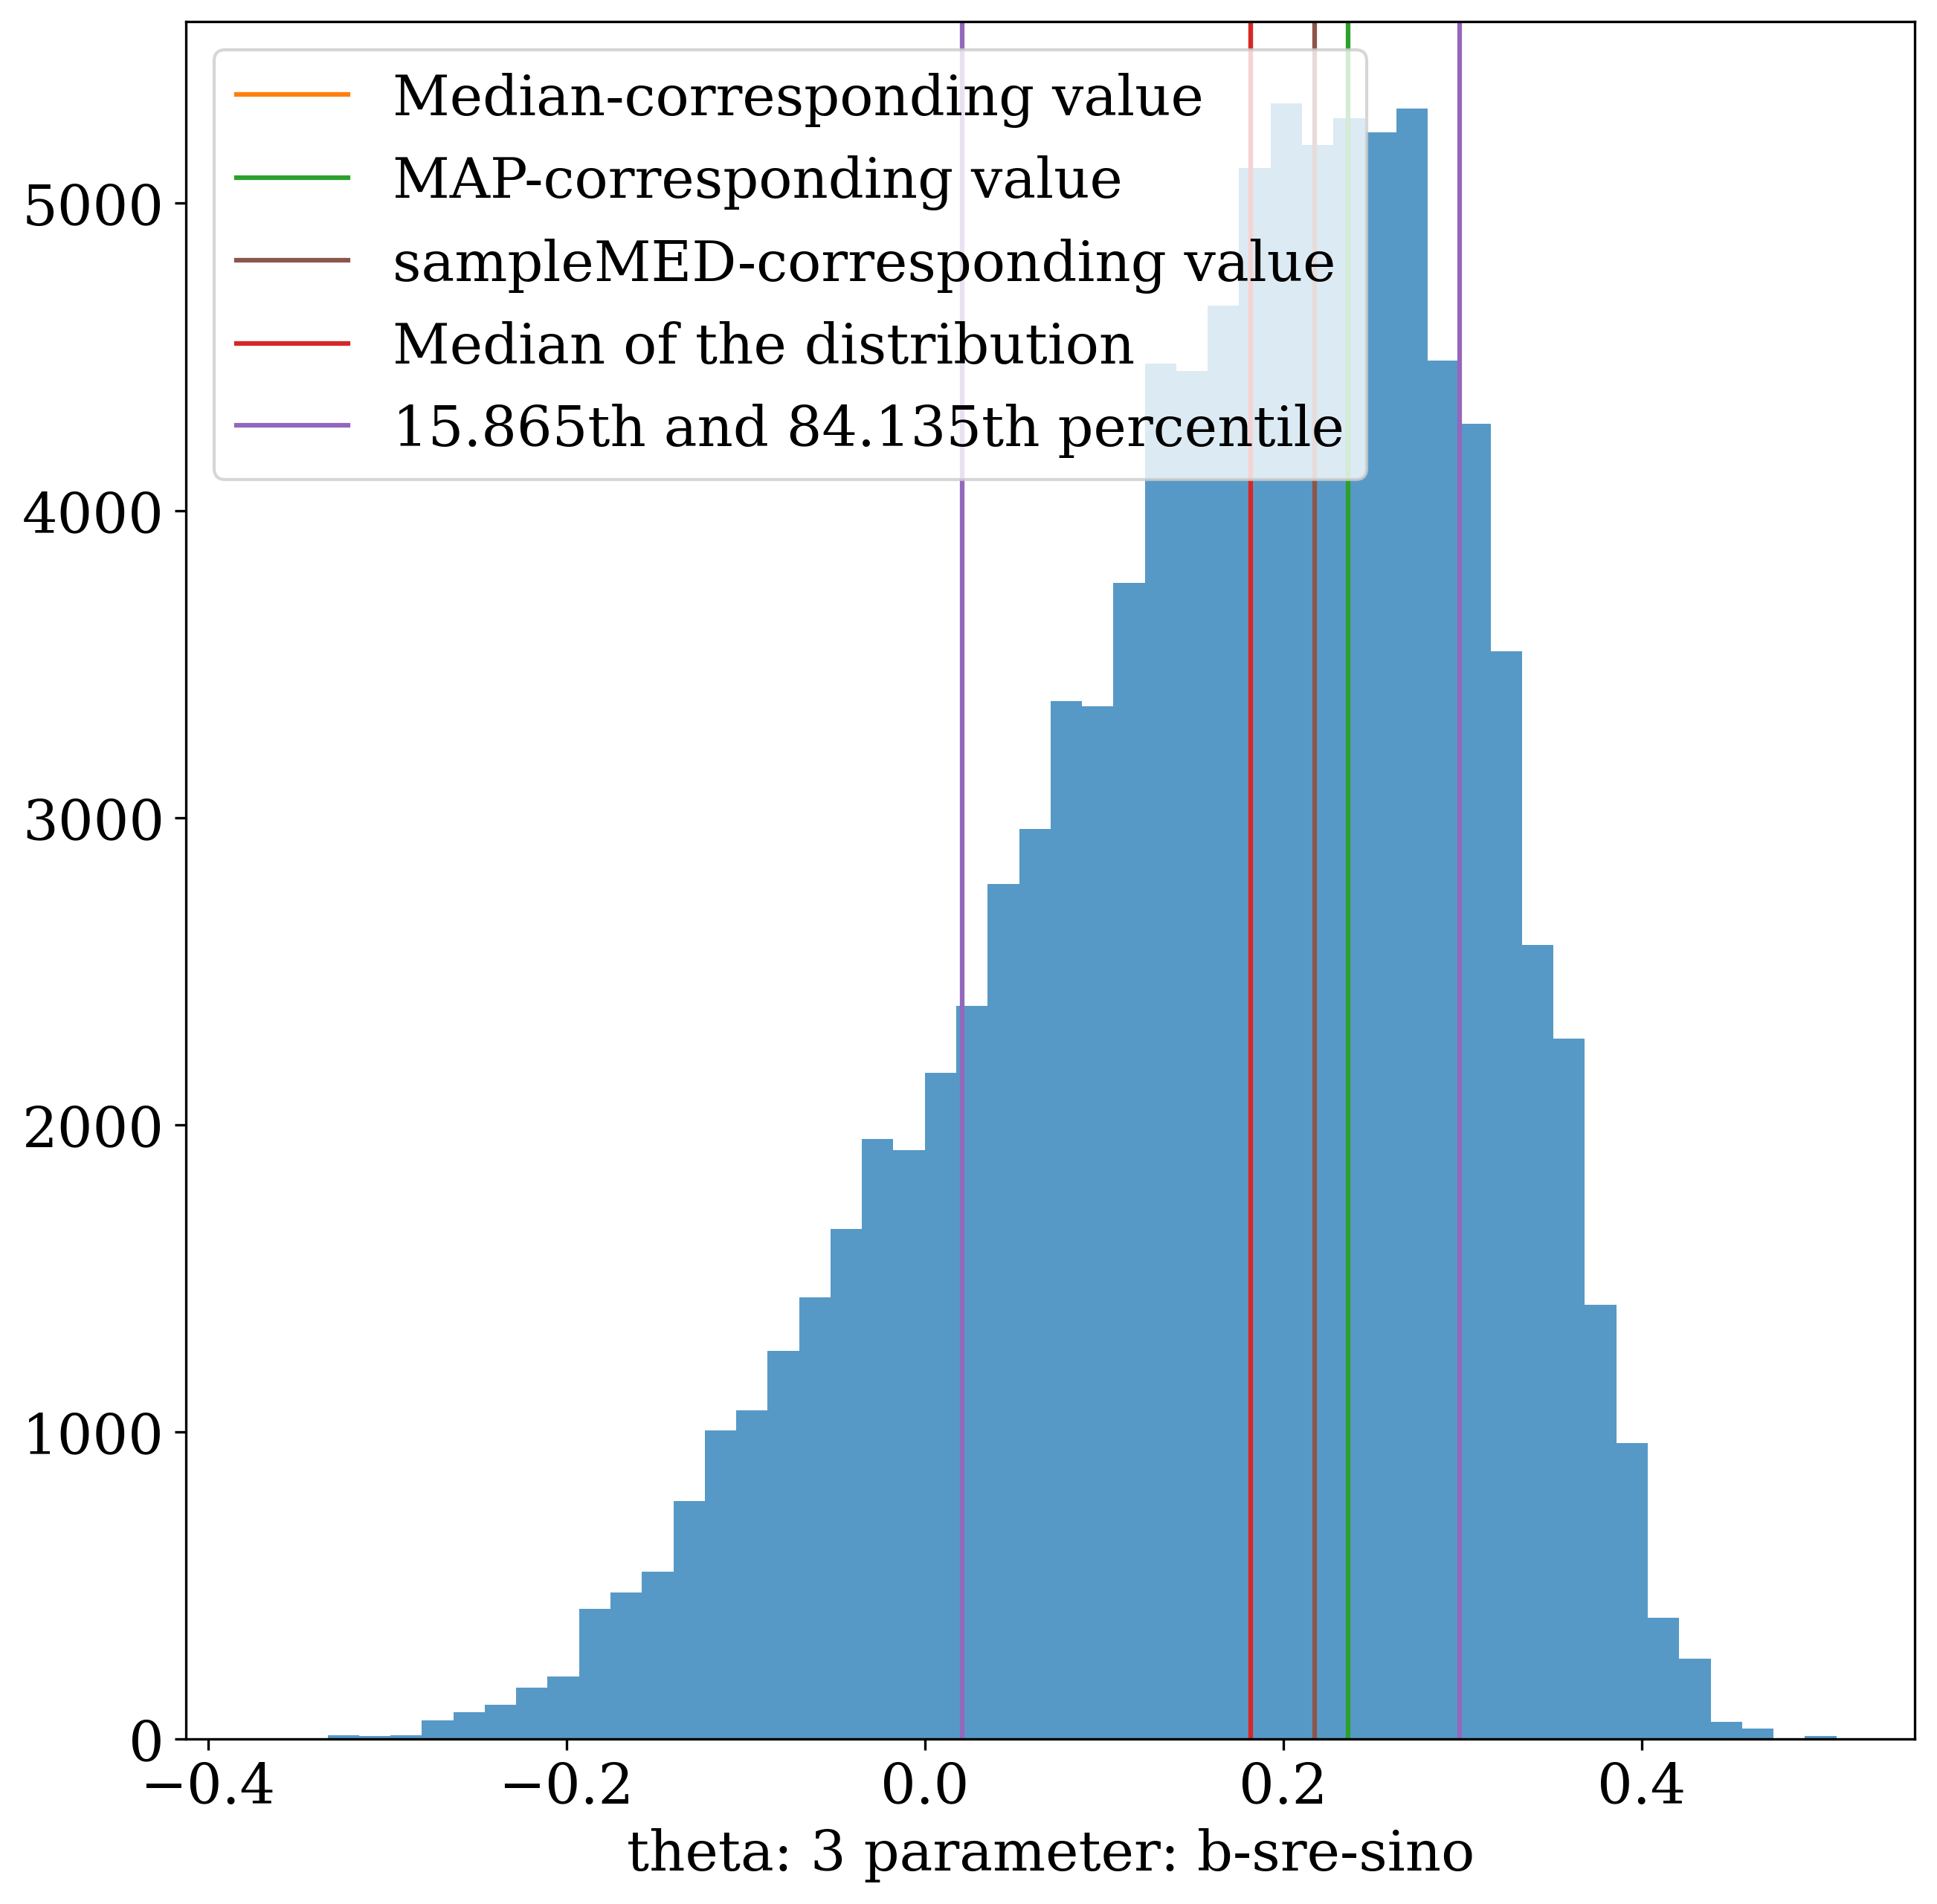 Median-corresponding value
MAP-corresponding value
sampleMED-corresponding value
Median of the distribution
15.865th and 84.135th percentile
5000
4000
3000
2000
1000
0
−0.4 −0.2 0.0 0.2 0.4
theta: 3 parameter: b-sre-sino